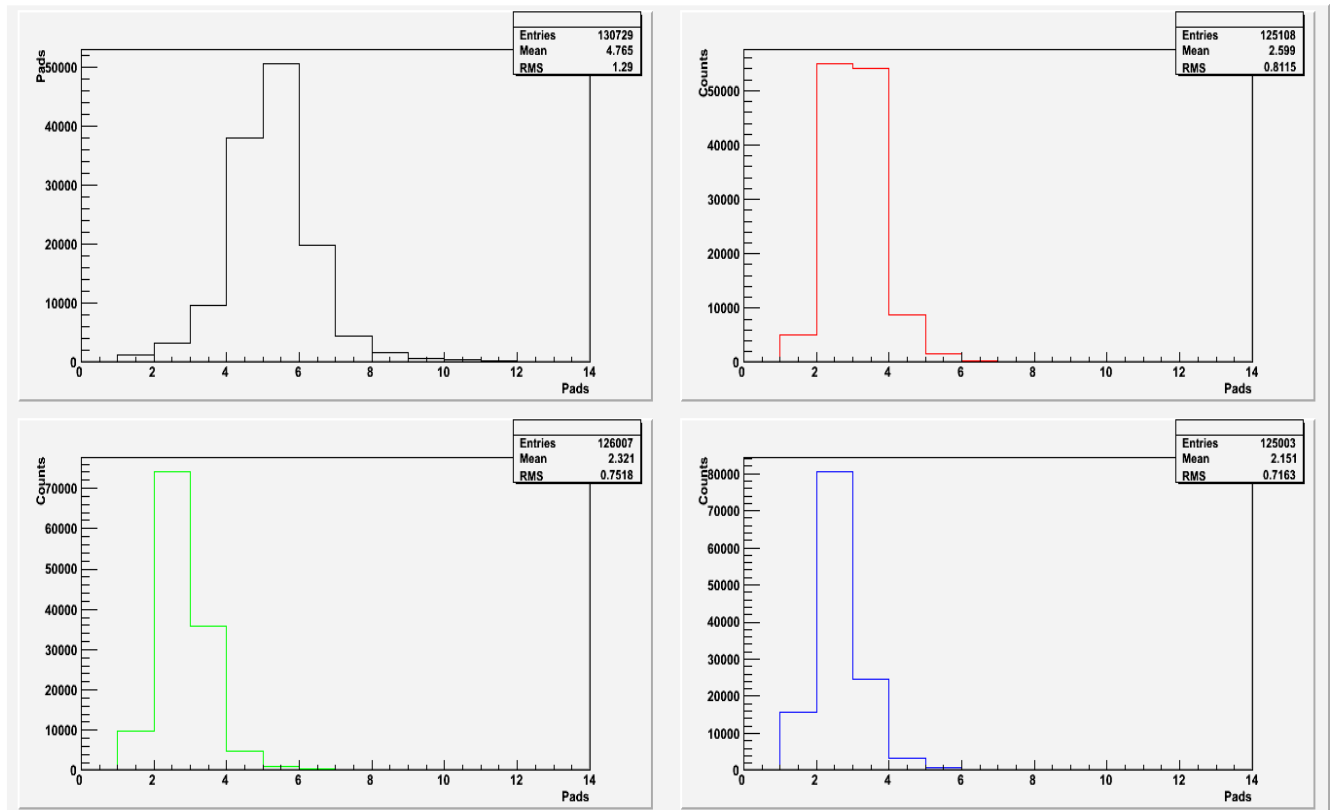 Entries 130729
Mean 4.765
RMS 1.29
Pads
50000
40000
30000
20000
10000
0
0 2 4 6 8 10 12 14
Pads
Entries 125108
Mean 2.599
RMS 0.8115
Counts
50000
40000
30000
20000
10000
0
0 2 4 6 8 10 12 14
Pads
Entries 126007
Mean 2.321
RMS 0.7518
Counts
70000
60000
50000
40000
30000
20000
10000
0
0 2 4 6 8 10 12 14
Pads
Entries 125003
Mean 2.151
RMS 0.7163
Counts
80000
70000
60000
50000
40000
30000
20000
10000
0
0 2 4 6 8 10 12 14
Pads